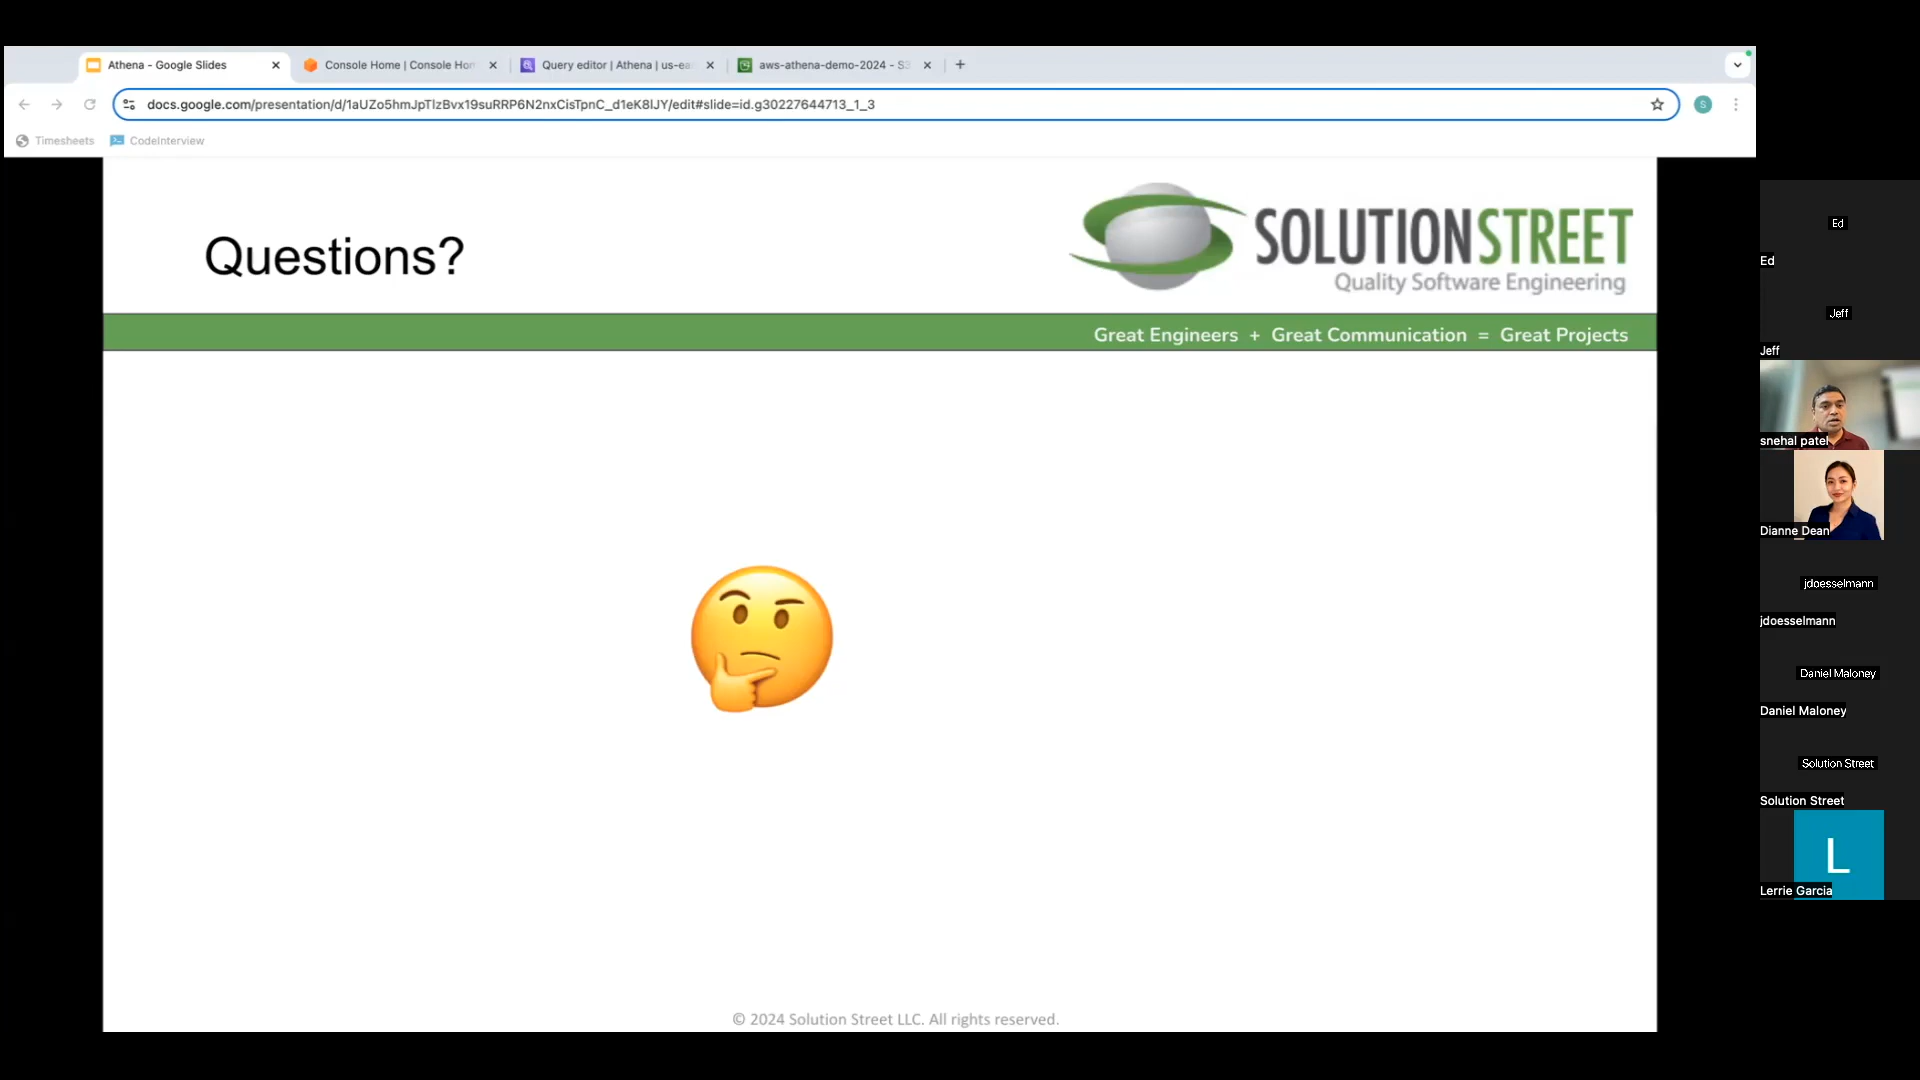 Athena - Google Slides
Console Home | Console Hom
Query editor | Athena | us-ea
aws-athena-demo-2024 - S3
docs.google.com/presentation/d/1aUZo5hmJpTlzBvx19suRRP6N2nxCisTpnC_d1eK8lJY/edit#slide=id.g30227644713_1_3
S
Timesheets
CodeInterview
Questions?
SOLUTIONSTREET
Quality Software Engineering
Great Engineers + Great Communication = Great Projects
© 2024 Solution Street LLC. All rights reserved.
Ed
Ed
Jeff
Jeff
snehal patel
Dianne Dean
jdoesselmann
jdoesselmann
Daniel Maloney
Daniel Maloney
Solution Street
Solution Street
L
Lerrie Garcia